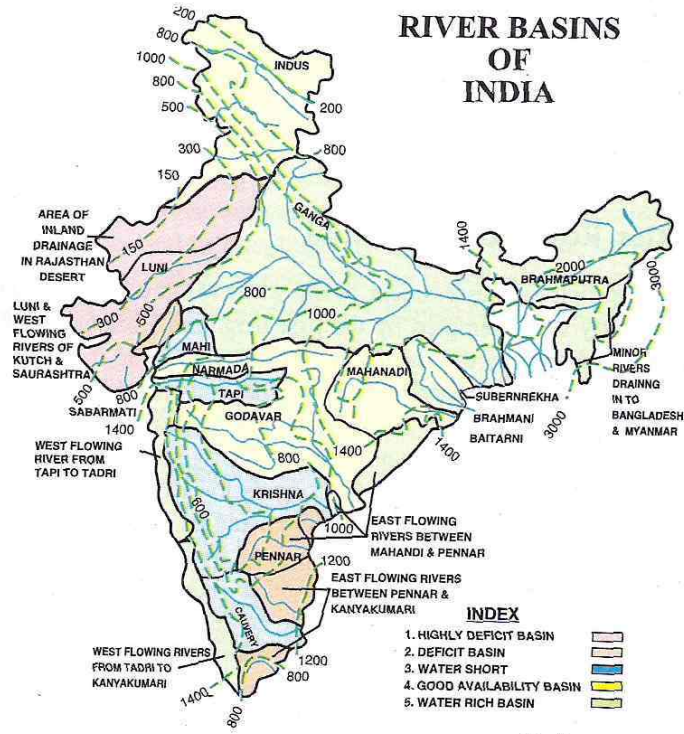 RIVER BASINS
OF
INDIA
200
800
1000
800
500
300
150
INDUS
200
800
GANGA
AREA OF
INLAND
DRAINAGE
IN RAJASTHAN
DESERT
150
LUNI
LUNI &
WEST
FLOWING
RIVERS OF
KUTCH &
SAURASHTRA
300
500
500
800
SABARMATI
1400
MAHI
NARMADA
TAPI
GODAVAR
800
1000
MAHANADI
1400
2000
3000
BRAHMAPUTRA
MINOR
RIVERS
DRAINNG
IN TO
BANGLADESH
& MYANMAR
3000
SUBERNREKHA
BRAHMANI
BAITARNI
1400
1400
WEST FLOWING
RIVER FROM
TAPI TO TADRI
800
600
KRISHNA
1000
EAST FLOWING
RIVERS BETWEEN
MAHANDI & PENNAR
PENNAR
1200
EAST FLOWING RIVERS
BETWEEN PENNAR &
KANYAKUMARI
CAUVERY
WEST FLOWING RIVERS
FROM TADRI TO
KANYAKUMARI
1400
800
1200
800
INDEX
1. HIGHLY DEFICIT BASIN
2. DEFICIT BASIN
3. WATER SHORT
4. GOOD AVAILABILITY BASIN
5. WATER RICH BASIN